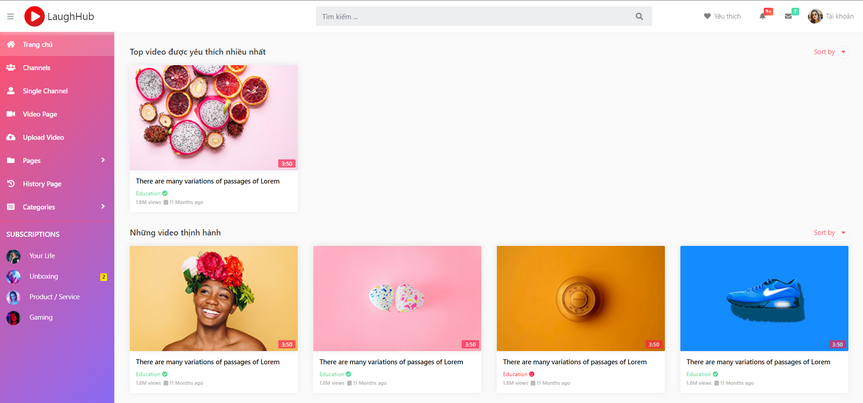 LaughHub
Tìm kiếm ...
Yêu thích
9+
7
Tài khoản
Trang chủ
Channels
Single Channel
Video Page
Upload Video
Pages
History Page
Categories
SUBSCRIPTIONS
Your Life
Unboxing
2
Product / Service
Gaming
Top video được yêu thích nhiều nhất
Sort by
3:50
There are many variations of passages of Lorem
Education
1.8M views 11 Months ago
Những video thịnh hành
Sort by
3:50
3:50
3:50
3:50
There are many variations of passages of Lorem
Education
1.8M views 11 Months ago
There are many variations of passages of Lorem
Education
1.8M views 11 Months ago
There are many variations of passages of Lorem
Education
1.8M views 11 Months ago
There are many variations of passages of Lorem
Education
1.8M views 11 Months ago